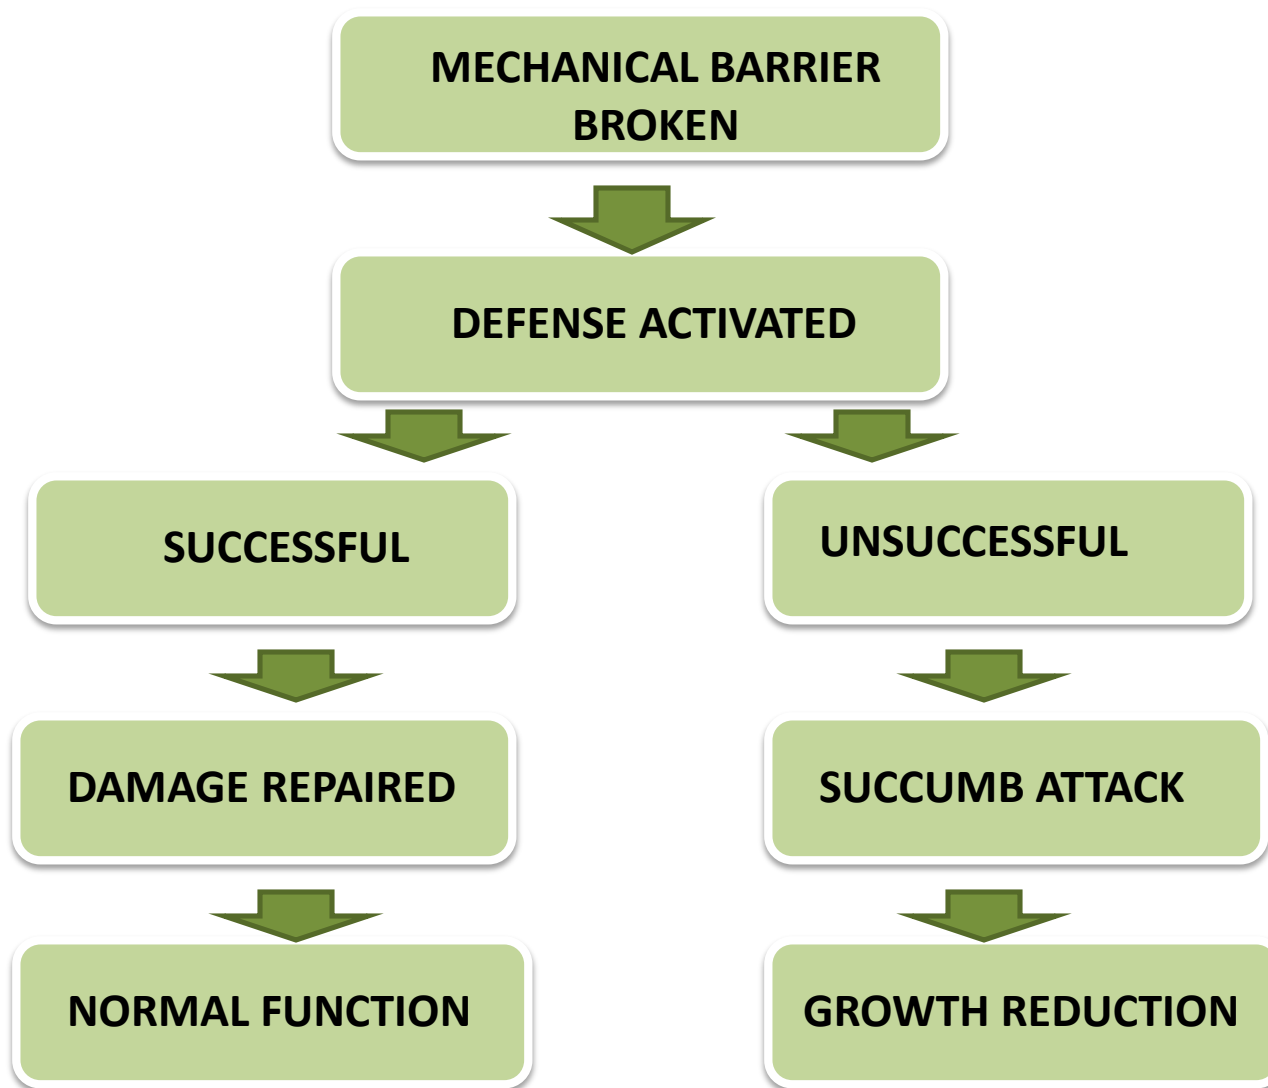 MECHANICAL BARRIER
BROKEN
DEFENSE ACTIVATED
SUCCESSFUL
UNSUCCESSFUL
DAMAGE REPAIRED
SUCCUMB ATTACK
NORMAL FUNCTION
GROWTH REDUCTION